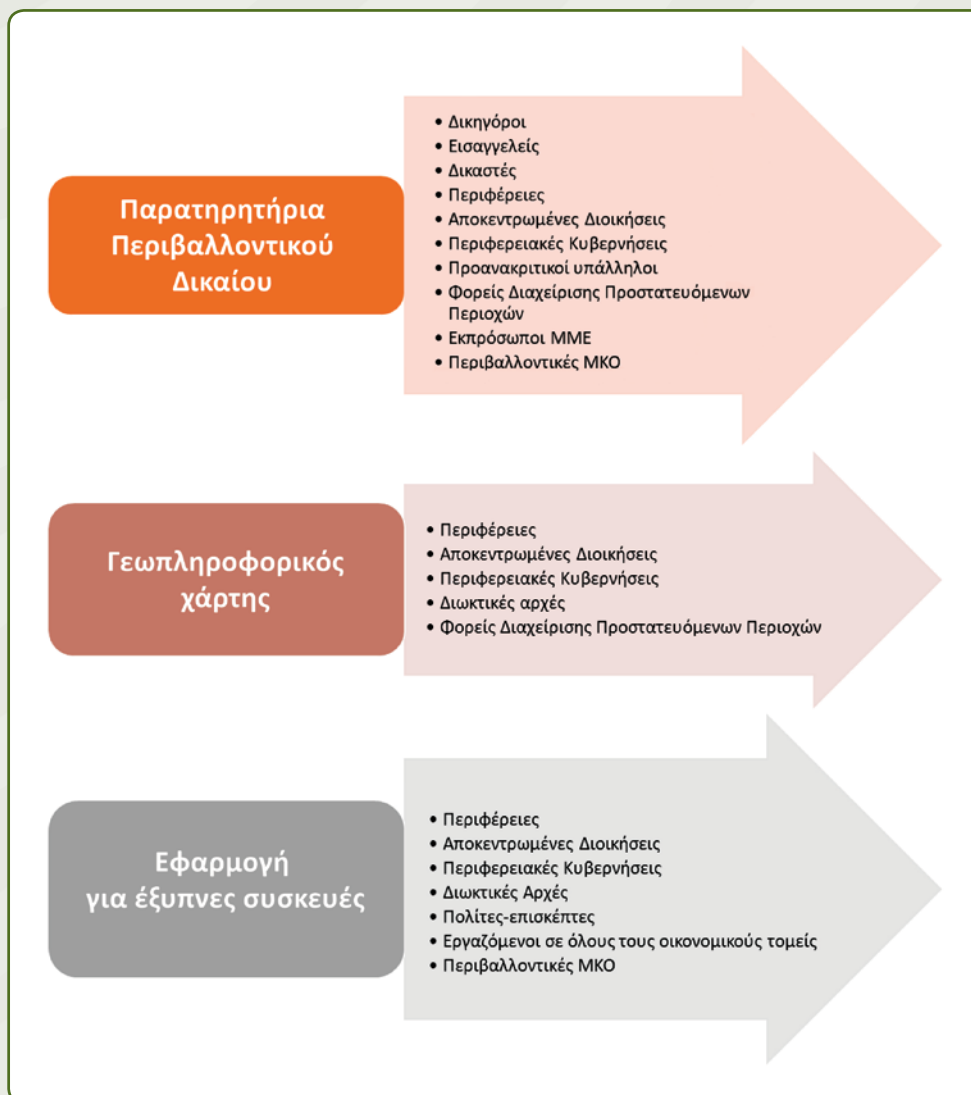 Παρατηρητήρια
Περιβαλλοντικού
Δικαίου
• Δικηγόροι
• Εισαγγελείς
• Δικαστές
• Περιφέρειες
• Αποκεντρωμένες Διοικήσεις
• Περιφερειακές Κυβερνήσεις
• Προανακριτικοί υπάλληλοι
• Φορείς Διαχείρισης Προστατευόμενων
Περιοχών
• Εκπρόσωποι ΜΜΕ
• Περιβαλλοντικές ΜΚΟ
Γεωπληροφορικός
χάρτης
• Περιφέρειες
• Αποκεντρωμένες Διοικήσεις
• Περιφερειακές Κυβερνήσεις
• Διωκτικές αρχές
• Φορείς Διαχείρισης Προστατευόμενων Περιοχών
Εφαρμογή
για έξυπνες συσκευές
• Περιφέρειες
• Αποκεντρωμένες Διοικήσεις
• Περιφερειακές Κυβερνήσεις
• Διωκτικές Αρχές
• Πολίτες-επισκέπτες
• Εργαζόμενοι σε όλους τους οικονομικούς τομείς
• Περιβαλλοντικές ΜΚΟ